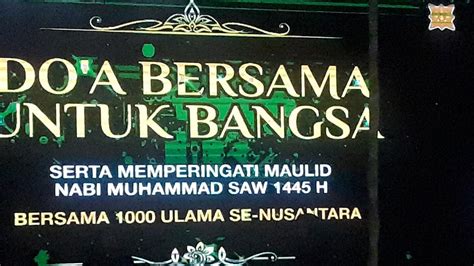 DO'A BERSAMA
UNTUK BANGSA
SERTA MEMPERINGATI MAULID
NABI MUHAMMAD SAW 1445 H
BERSAMA 1000 ULAMA SE-NUSANTARA